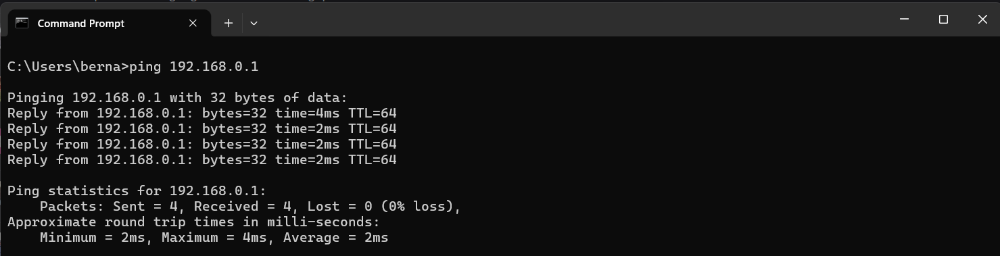 Command Prompt
C:\Users\berna>ping 192.168.0.1
Pinging 192.168.0.1 with 32 bytes of data:
Reply from 192.168.0.1: bytes=32 time=4ms TTL=64
Reply from 192.168.0.1: bytes=32 time=2ms TTL=64
Reply from 192.168.0.1: bytes=32 time=2ms TTL=64
Reply from 192.168.0.1: bytes=32 time=2ms TTL=64
Ping statistics for 192.168.0.1:
    Packets: Sent = 4, Received = 4, Lost = 0 (0% loss),
Approximate round trip times in milli-seconds:
    Minimum = 2ms, Maximum = 4ms, Average = 2ms